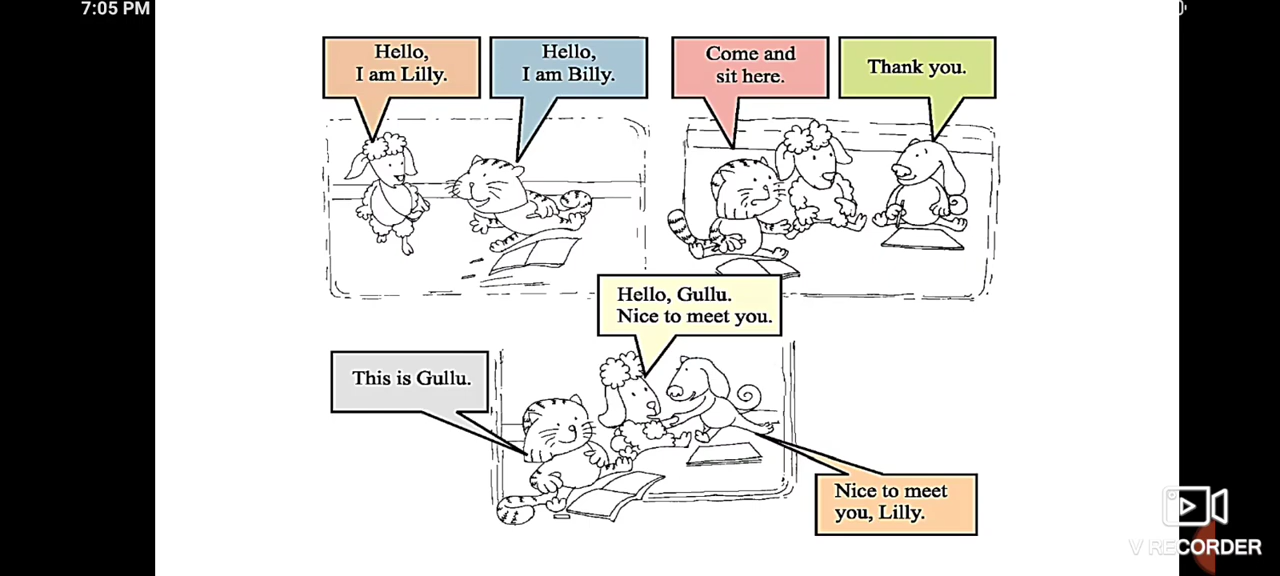 7:05 PM
Hello,
I am Lilly.
Hello,
I am Billy.
Come and
sit here.
Thank you.
Hello, Gullu.
Nice to meet you.
This is Gullu.
Nice to meet
you, Lilly.
V RECORDER